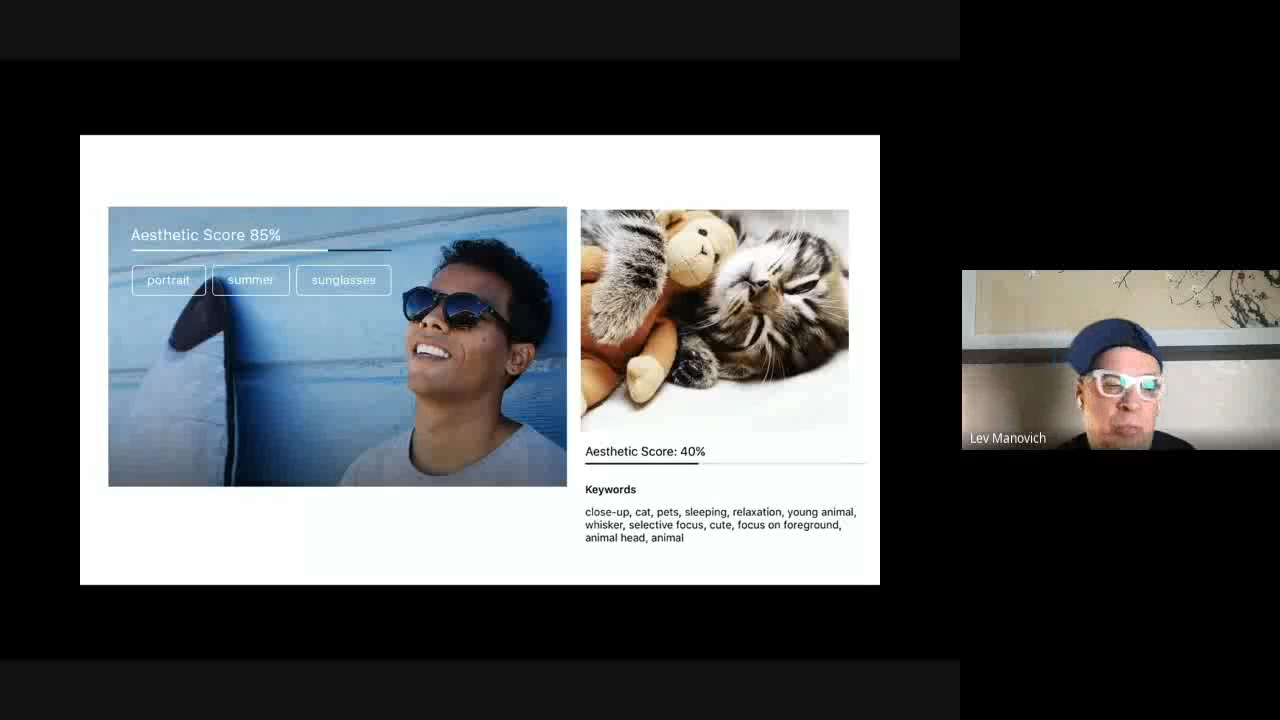 Aesthetic Score 85%
portrait summer sunglasses
Aesthetic Score: 40%
Keywords
close-up, cat, pets, sleeping, relaxation, young animal,
whisker, selective focus, cute, focus on foreground,
animal head, animal
Lev Manovich